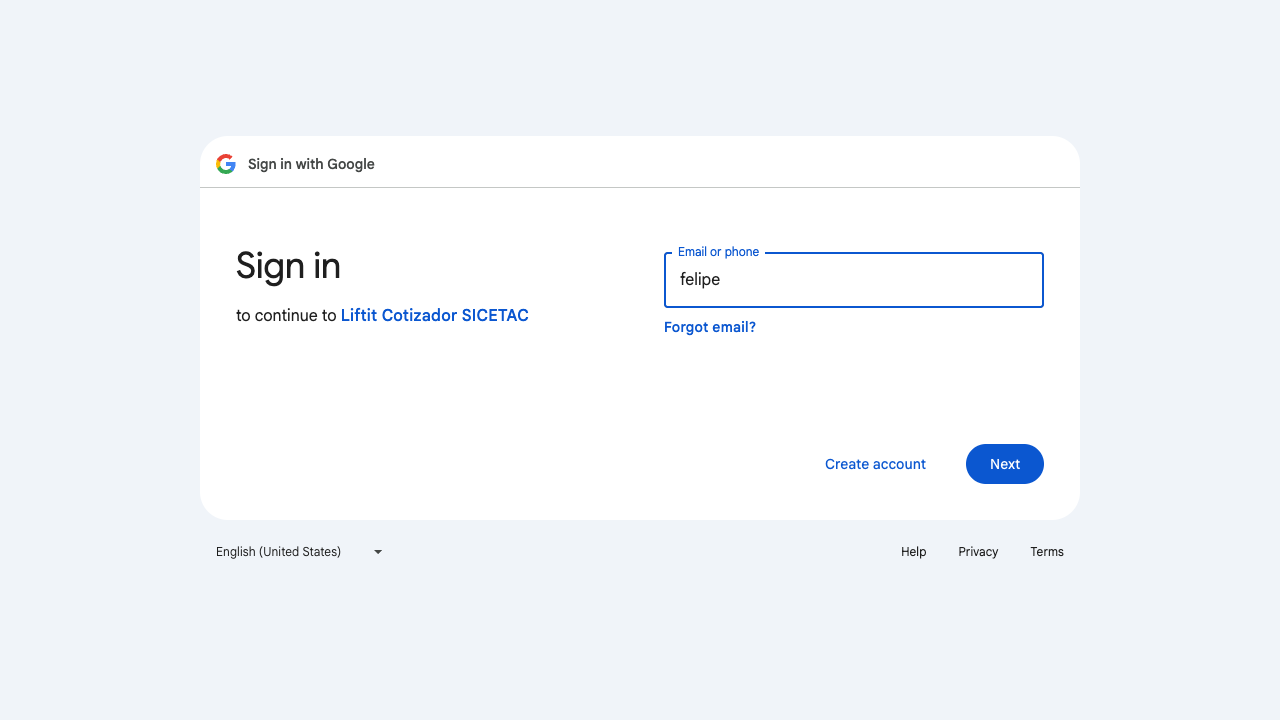 Sign in with Google
Sign in
to continue to Liftit Cotizador SICETAC
Email or phone
felipe
Forgot email?
Create account
Next
English (United States)
Help
Privacy
Terms